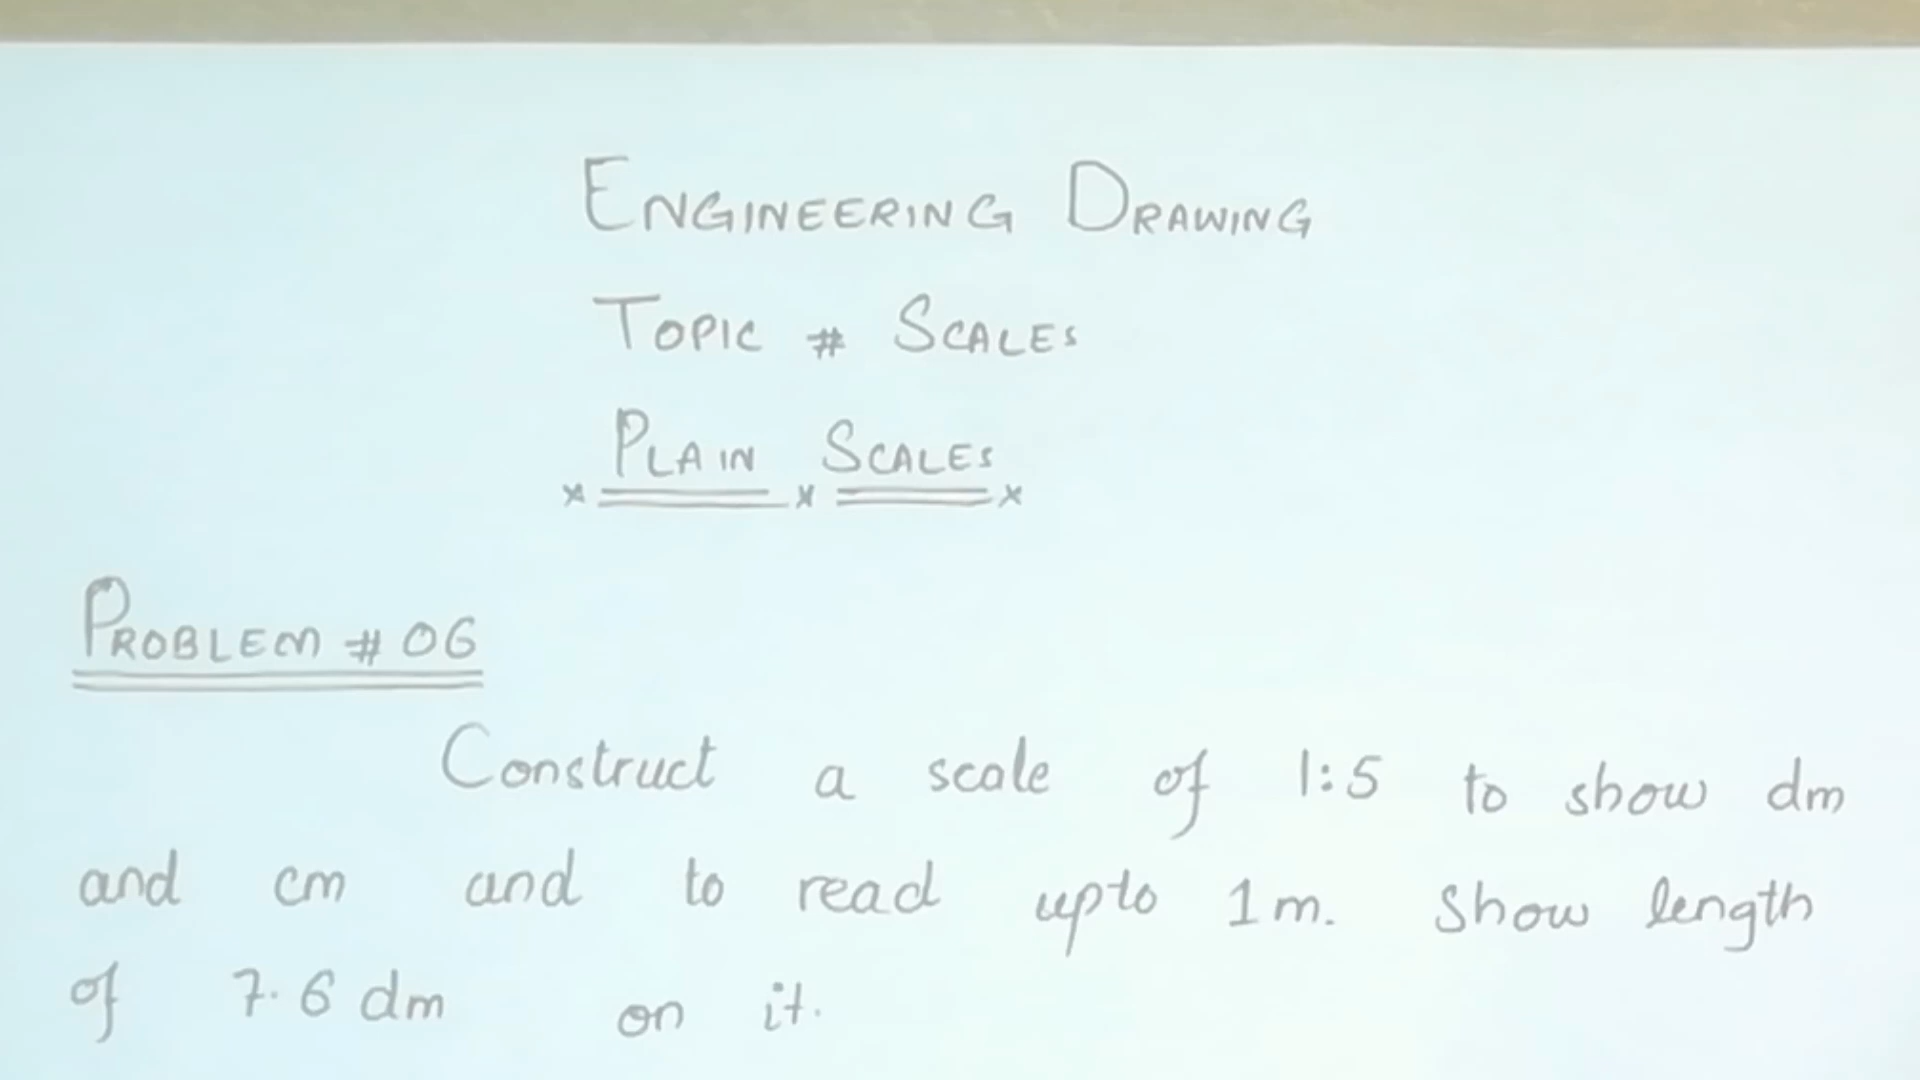 ENGINEERING DRAWING
TOPIC # SCALES
PLAIN SCALES
PROBLEM # 06
Construct a scale of 1:5 to show dm
and cm and to read upto 1m. Show length
of 7.6 dm on it.